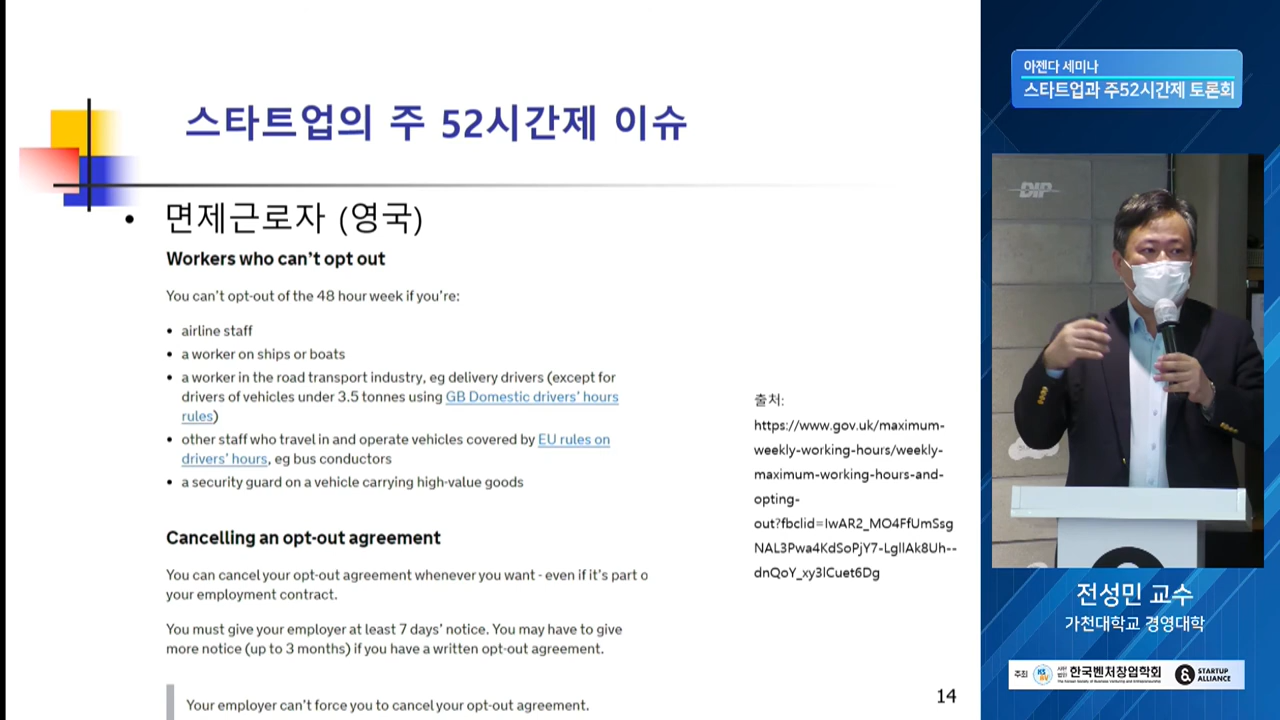 스타트업의 주 52시간제 이슈
• 면제근로자 (영국)
Workers who can't opt out
You can't opt-out of the 48 hour week if you're:
• airline staff
• a worker on ships or boats
• a worker in the road transport industry, eg delivery drivers (except for
drivers of vehicles under 3.5 tonnes using GB Domestic drivers' hours
rules)
• other staff who travel in and operate vehicles covered by EU rules on
drivers' hours, eg bus conductors
• a security guard on a vehicle carrying high-value goods
Cancelling an opt-out agreement
You can cancel your opt-out agreement whenever you want - even if it's part o
your employment contract.
You must give your employer at least 7 days' notice. You may have to give
more notice (up to 3 months) if you have a written opt-out agreement.
Your employer can't force you to cancel your opt-out agreement.
출처:
https://www.gov.uk/maximum-
weekly-working-hours/weekly-
maximum-working-hours-and-
opting-
out?fbclid=IwAR2_MO4FfUmSsg
NAL3Pwa4KdSoPjY7-LgllAk8Uh--
dnQoY_xy3lCuet6Dg
14
아젠다 세미나
스타트업과 주52시간제 토론회
DIP
전성민 교수
가천대학교 경영대학
주최
한국벤처창업학회
STARTUP
ALLIANCE